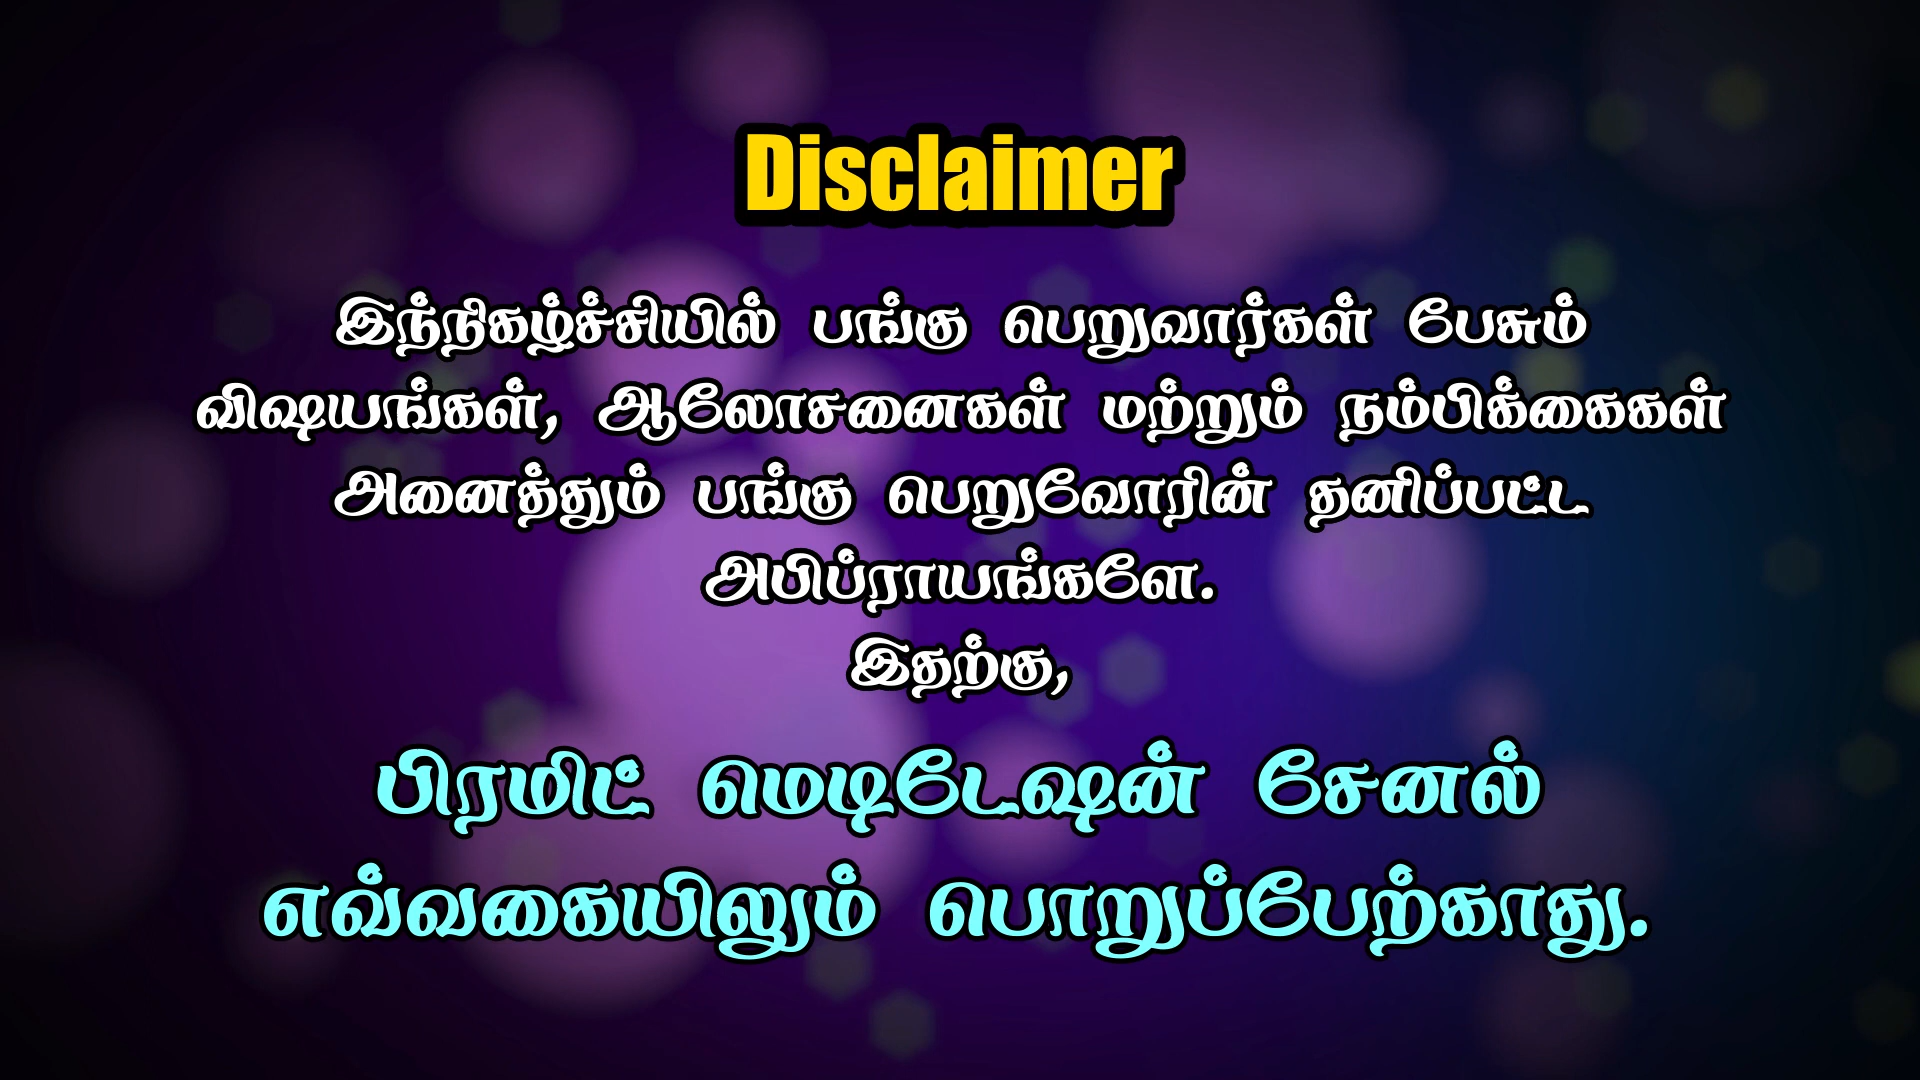 Disclaimer
இந்நிகழ்ச்சியில் பங்கு பெறுவார்கள் பேசும்
விஷயங்கள், ஆலோசனைகள் மற்றும் நம்பிக்கைகள்
அனைத்தும் பங்கு பெறுவோரின் தனிப்பட்ட
அபிப்ராயங்களே.
இதற்கு,
பிரமிட் மெடிடேஷன் சேனல்
எவ்வகையிலும் பொறுப்பேற்காது.